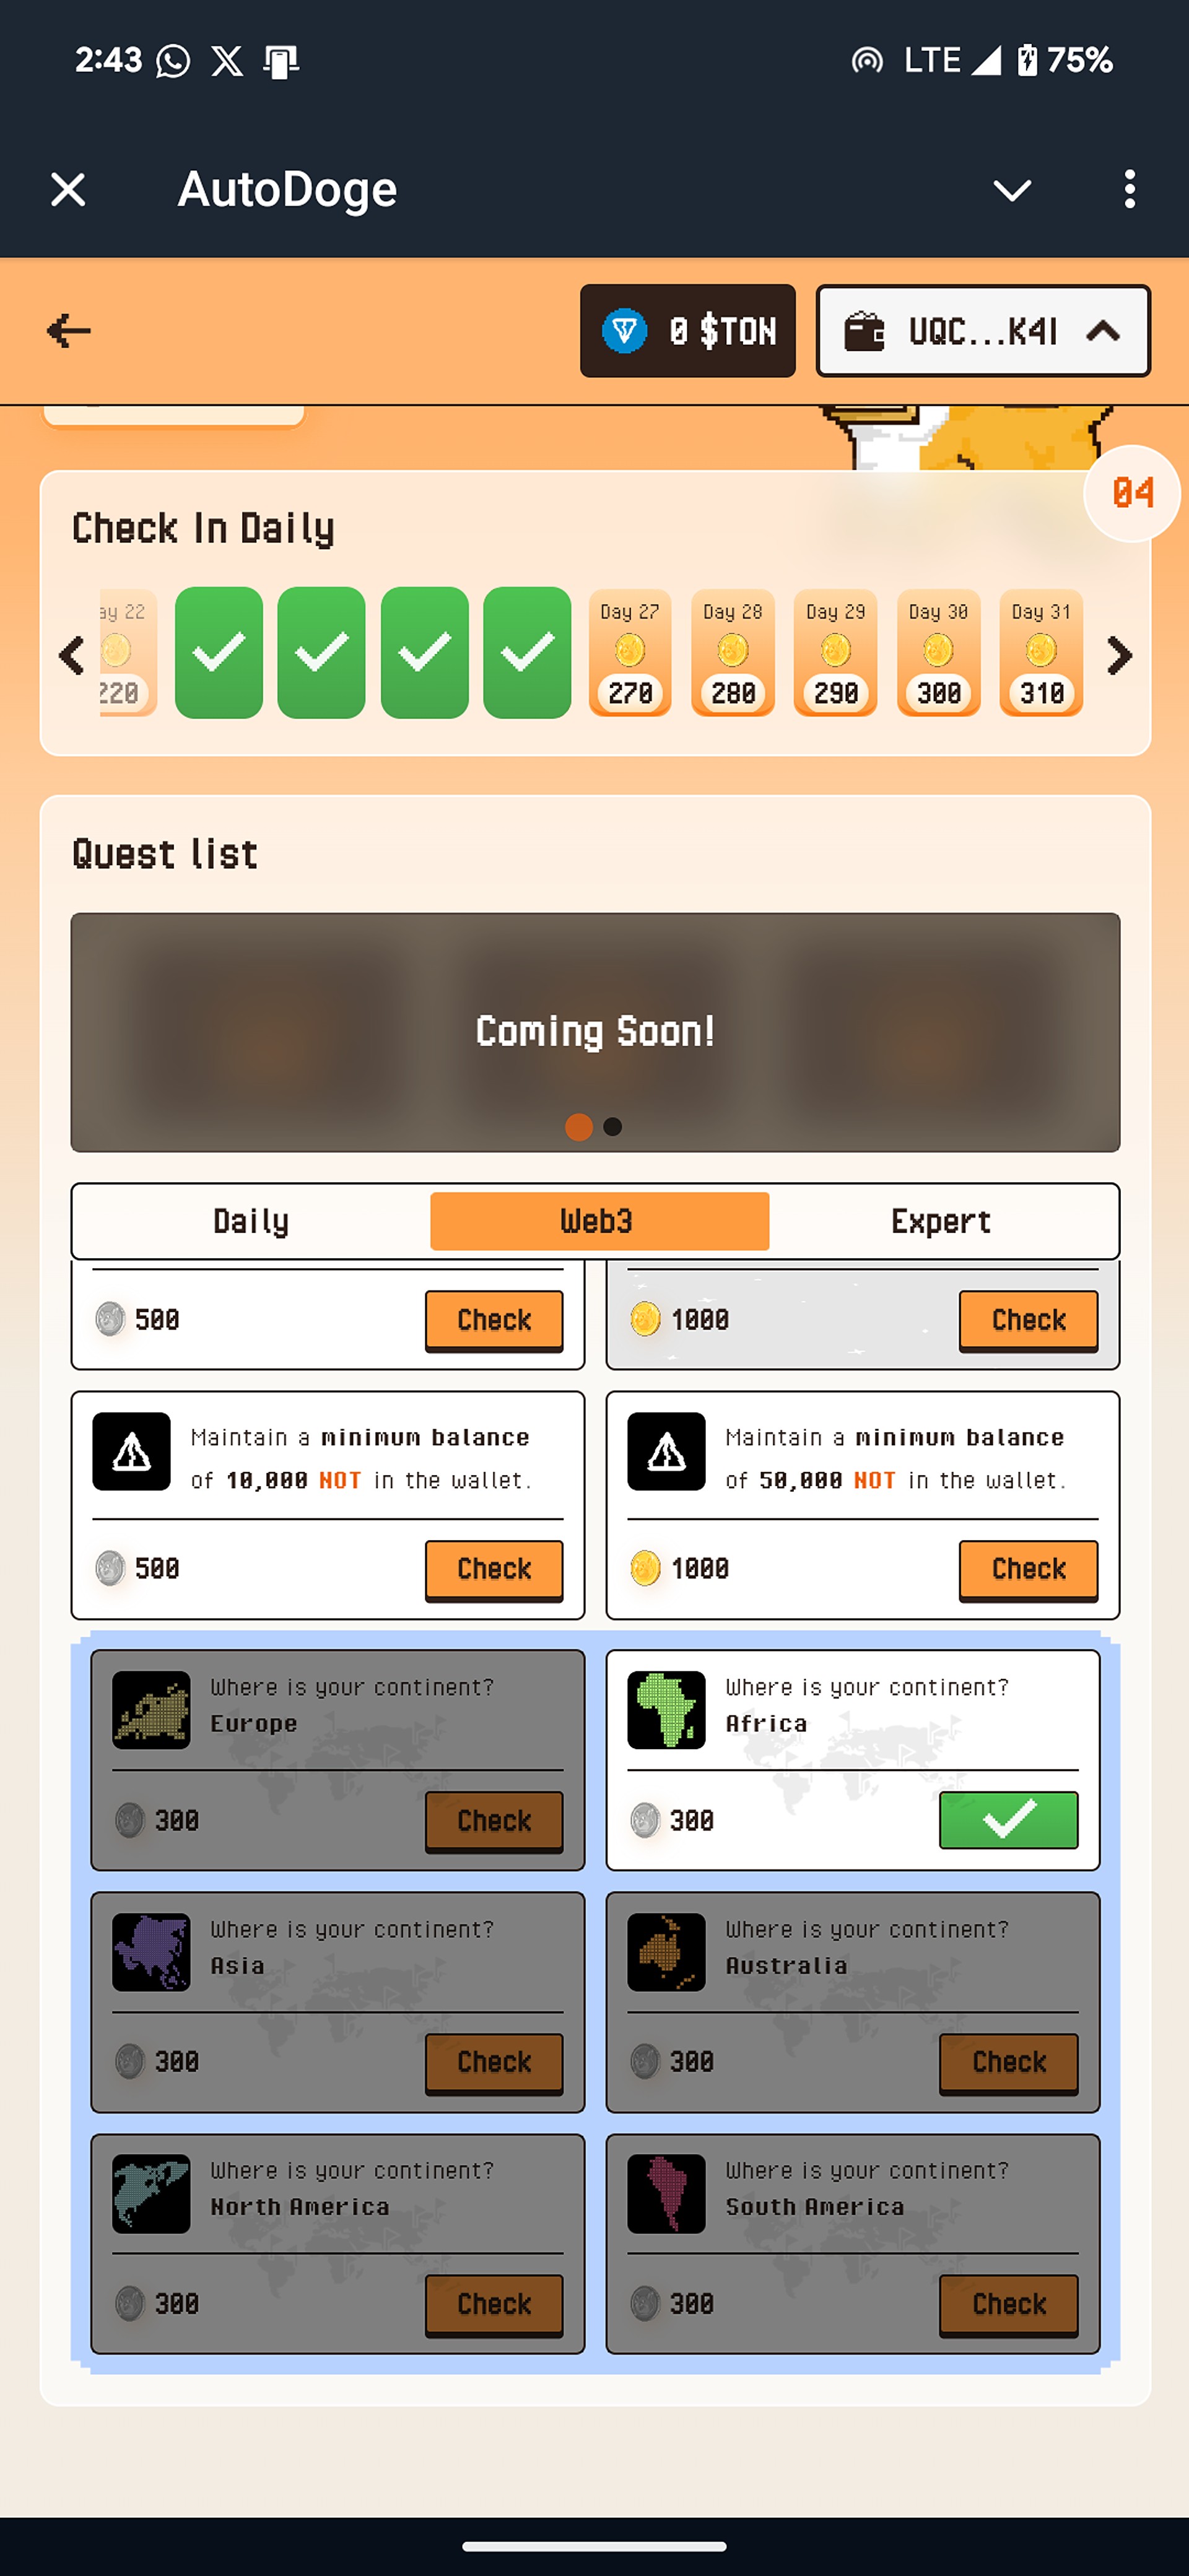 2:43
LTE 75%
AutoDoge
0 $TON
UQC...K4I
04
Check In Daily
ay 22
220
Day 27
270
Day 28
280
Day 29
290
Day 30
300
Day 31
310
Quest list
Coming Soon!
Daily
Web3
Expert
500
Check
1000
Check
Maintain a minimum balance
of 10,000 NOT in the wallet.
500
Check
Maintain a minimum balance
of 50,000 NOT in the wallet.
1000
Check
Where is your continent?
Europe
300
Check
Where is your continent?
Africa
300
Where is your continent?
Asia
300
Check
Where is your continent?
Australia
300
Check
Where is your continent?
North America
300
Check
Where is your continent?
South America
300
Check